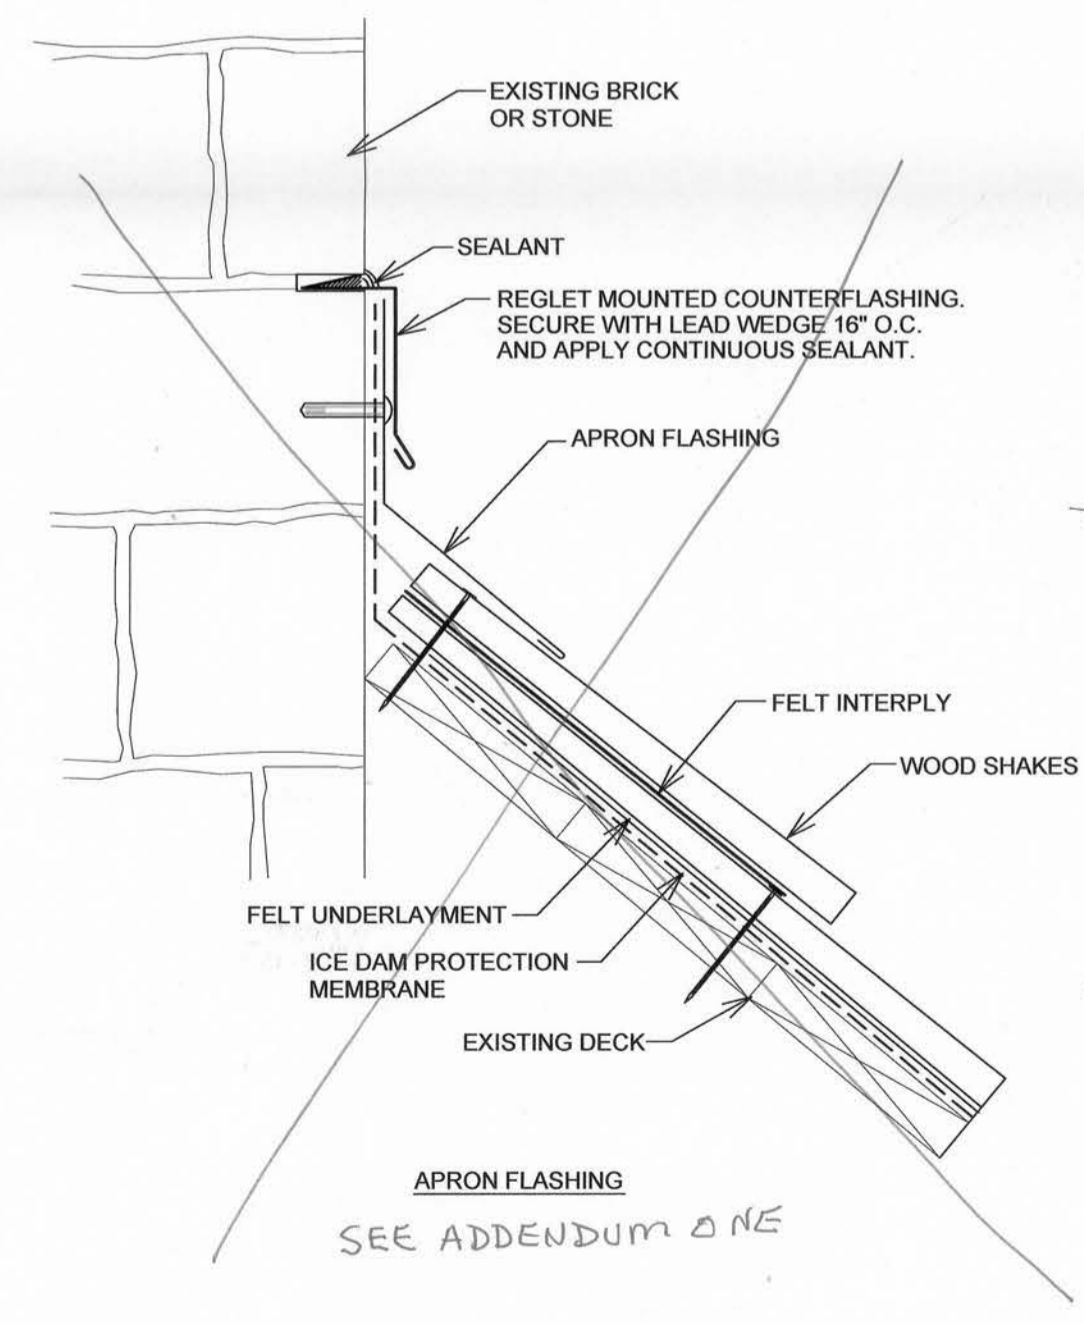 EXISTING BRICK
OR STONE
SEALANT
REGLET MOUNTED COUNTERFLASHING.
SECURE WITH LEAD WEDGE 16" O.C.
AND APPLY CONTINUOUS SEALANT.
APRON FLASHING
FELT INTERPLY
WOOD SHAKES
FELT UNDERLAYMENT
ICE DAM PROTECTION
MEMBRANE
EXISTING DECK
APRON FLASHING
SEE ADDENDUM ONE